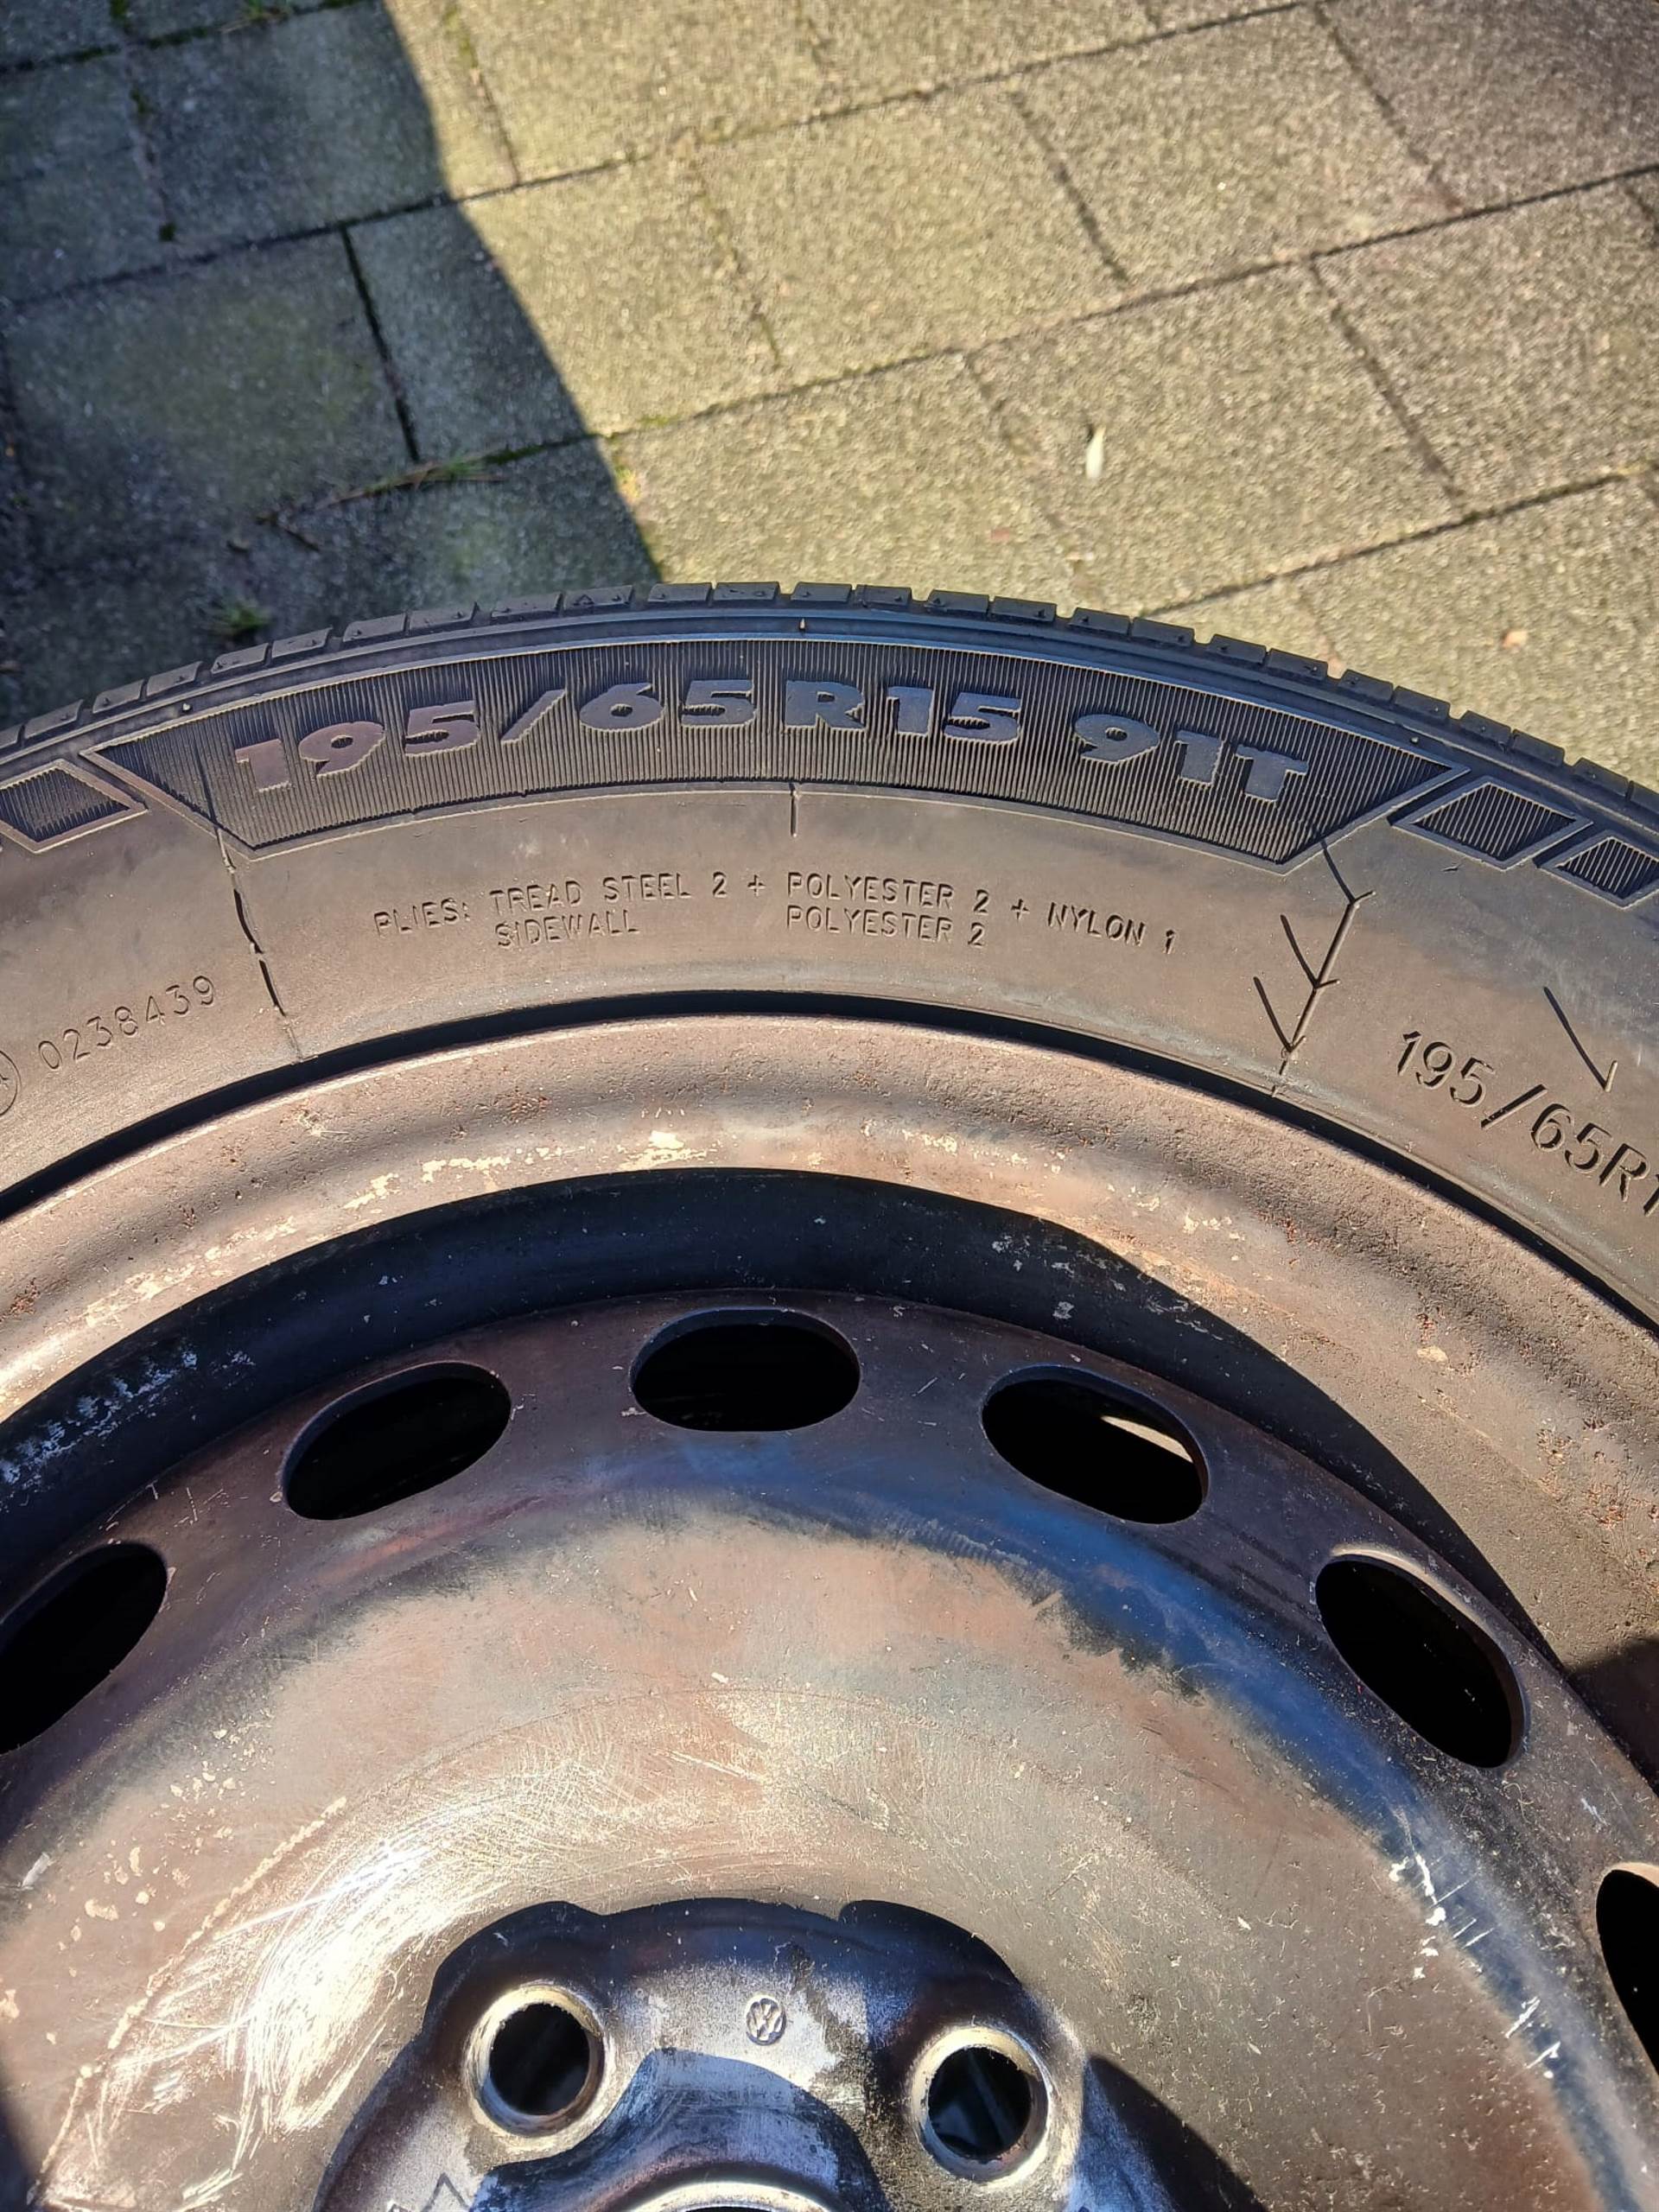 195/65R15 91T
PLIES: TREAD STEEL 2 + POLYESTER 2 + NYLON 1
SIDEWALL POLYESTER 2
0238439
195/65R1